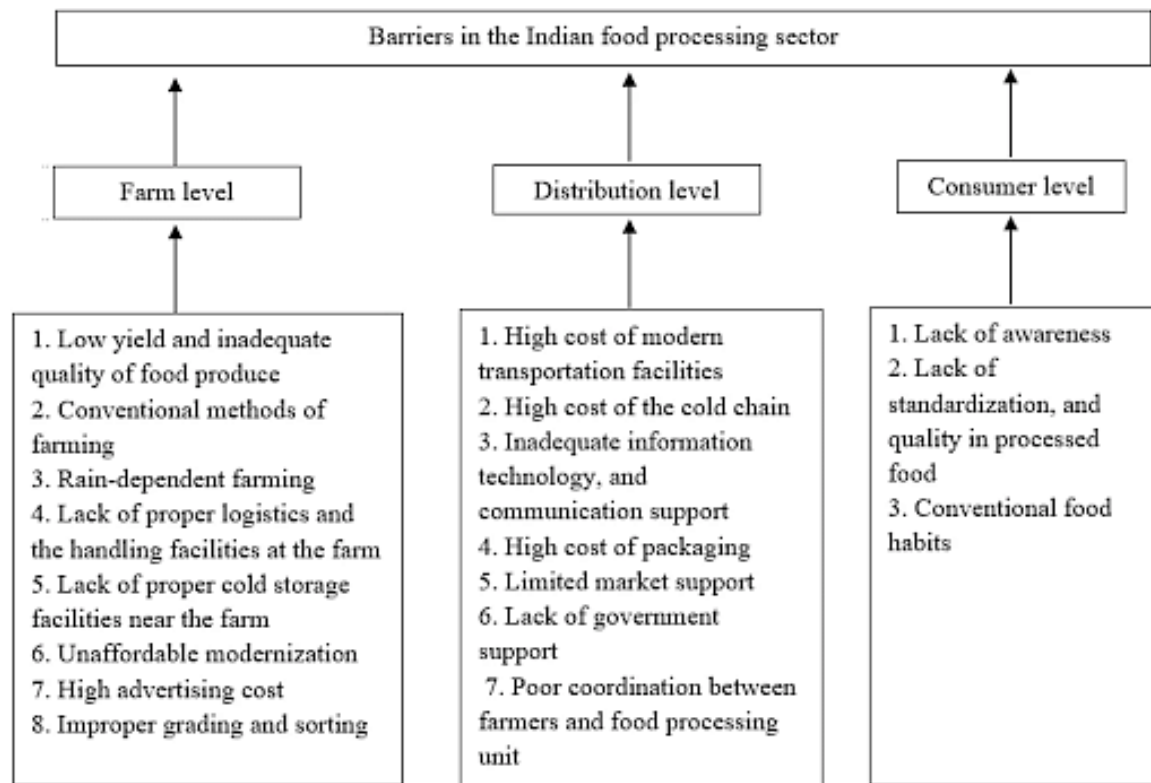 Barriers in the Indian food processing sector
Farm level
Distribution level
Consumer level
1. Low yield and inadequate
quality of food produce
2. Conventional methods of
farming
3. Rain-dependent farming
4. Lack of proper logistics and
the handling facilities at the farm
5. Lack of proper cold storage
facilities near the farm
6. Unaffordable modernization
7. High advertising cost
8. Improper grading and sorting
1. High cost of modern
transportation facilities
2. High cost of the cold chain
3. Inadequate information
technology, and
communication support
4. High cost of packaging
5. Limited market support
6. Lack of government
support
7. Poor coordination between
farmers and food processing
unit
1. Lack of awareness
2. Lack of
standardization, and
quality in processed
food
3. Conventional food
habits